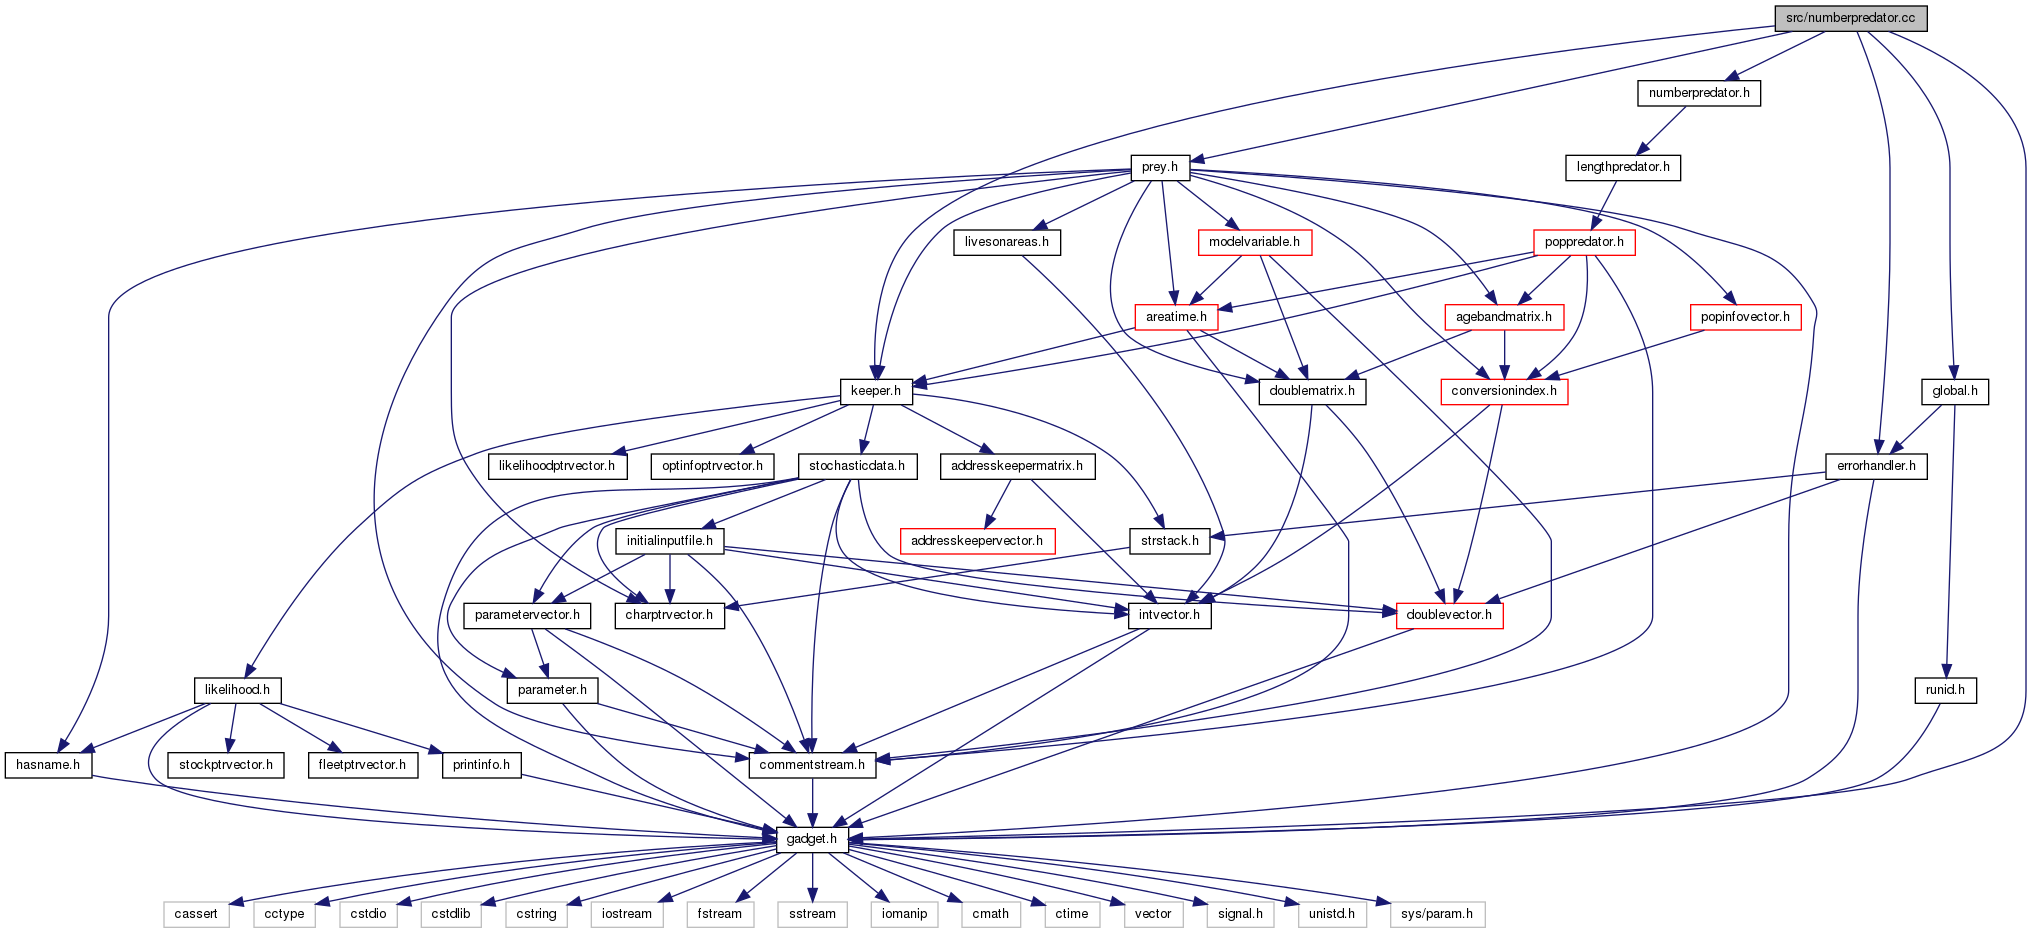 src/numberpredator.cc
numberpredator.h
prey.h
lengthpredator.h
livesonareas.h
modelvariable.h
poppredator.h
areatime.h
agebandmatrix.h
popinfovector.h
keeper.h
doublematrix.h
conversionindex.h
global.h
likelihoodptrvector.h
optinfoptrvector.h
stochasticdata.h
addresskeepermatrix.h
errorhandler.h
initialinputfile.h
addresskeepervector.h
strstack.h
parametervector.h
charptrvector.h
intvector.h
doublevector.h
likelihood.h
parameter.h
runid.h
hasname.h
stockptrvector.h
fleetptrvector.h
printinfo.h
commentstream.h
gadget.h
cassert
cctype
cstdio
cstdlib
cstring
iostream
fstream
sstream
iomanip
cmath
ctime
vector
signal.h
unistd.h
sys/param.h